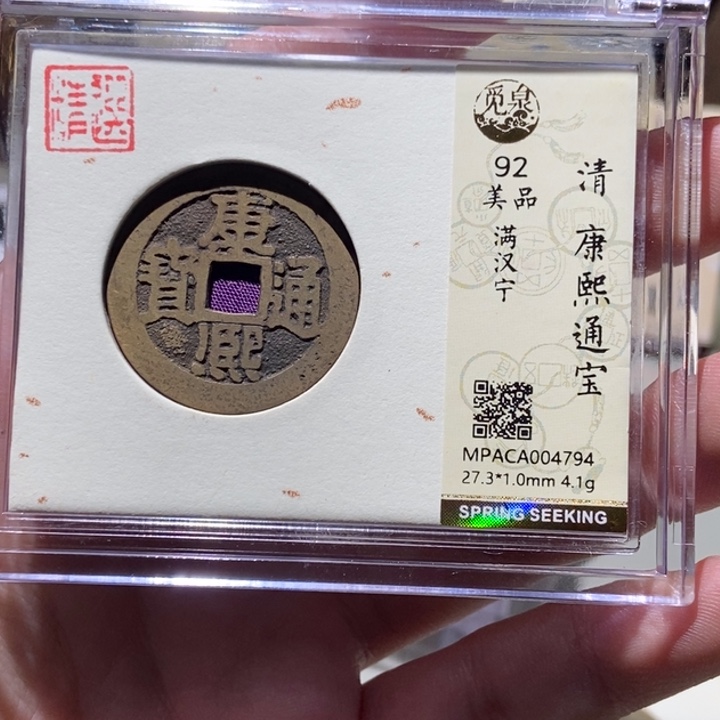 覓泉
92
美品
满汉宁
清 康熙通宝
MPACA004794
27.3*1.0mm 4.1g
SPRING SEEKING
康熙通寶